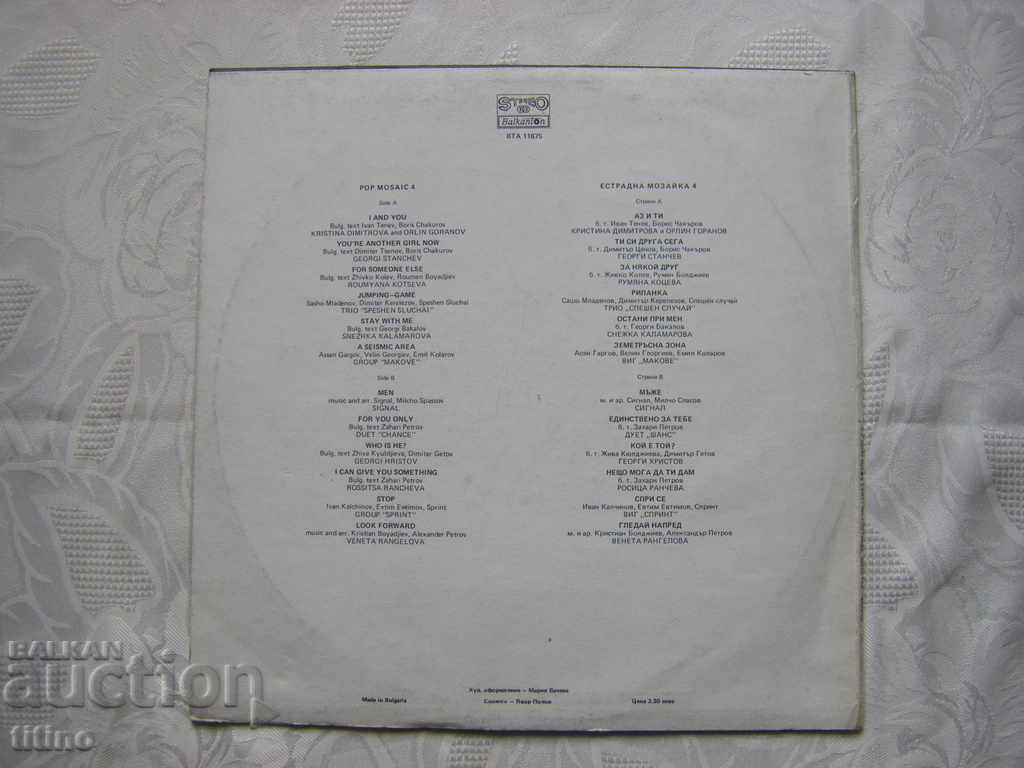 STEREO
Balkanton
ВТА 11875
POP MOSAIC 4
Side A
I AND YOU
Bulg. text Ivan Tenev, Boris Chakurov
KRISTINA DIMITROVA and ORLIN GORANOV
YOU'RE ANOTHER GIRL NOW
Bulg. text Dimiter Tsenov, Boris Chakurov
GEORGI STANCHEV
FOR SOMEONE ELSE
Bulg. text Zhivko Kolev, Roumen Boyadjiev
ROUMYANA KOTSEVA
JUMPING–GAME
Sasho Mladenov, Dimiter Kerelezov, Speshen Sluchai
TRIO "SPESHEN SLUCHAI"
STAY WITH ME
Bulg. text Georgi Bakalov
SNEZHKA KALAMAROVA
A SEISMIC AREA
Assen Gargov, Velin Georgiev, Emil Kolarov
GROUP "MAKOVE"
Side B
MEN
music and arr. Signal, Milcho Spassov
SIGNAL
FOR YOU ONLY
Bulg. text Zahari Petrov
DUET "CHANCE"
WHO IS HE?
Bulg. text Zhiva Kyulditjeva, Dimitar Getov
GEORGI HRISTOV
I CAN GIVE YOU SOMETHING
Bulg. text Zahari Petrov
ROSSITSA RANCHEVA
STOP
Ivan Kalchinov, Evtim Evtimov, Sprint
GROUP "SPRINT"
LOOK FORWARD
music and arr. Kristian Boyadjiev, Alexander Petrov
VENETA RANGELOVA
ЕСТРАДНА МОЗАЙКА 4
Страна А
АЗ И ТИ
б. т. Иван Тенев, Борис Чакъров
КРИСТИНА ДИМИТРОВА и ОРЛИН ГОРАНОВ
ТИ СИ ДРУГА СЕГА
б. т. Димитър Ценов, Борис Чакъров
ГЕОРГИ СТАНЧЕВ
ЗА НЯКОЙ ДРУГ
б. т. Живко Колев, Румен Бояджиев
РУМЯНА КОЦЕВА
РИПАНКА
Сашо Младенов, Димитър Керелезов, Спешен случай
ТРИО „СПЕШЕН СЛУЧАЙ"
ОСТАНИ ПРИ МЕН
б. т. Георги Бакалов
СНЕЖКА КАЛАМАРОВА
ЗЕМЕТРЪСНА ЗОНА
Асен Гаргов, Велин Георгиев, Емил Коларов
ВИГ „МАКОВЕ"
Страна В
МЪЖЕ
м. и ар. Сигнал, Милчо Спасов
СИГНАЛ
ЕДИНСТВЕНО ЗА ТЕБЕ
б. т. Захари Петров
ДУЕТ „ШАНС"
КОЙ Е ТОЙ?
б. т. Жива Кюлджиева, Димитър Гетов
ГЕОРГИ ХРИСТОВ
НЕЩО МОГА ДА ТИ ДАМ
б. т. Захари Петров
РОСИЦА РАНЧЕВА
СПРИ СЕ
Иван Калчинов, Евтим Евтимов, Спринт
ВИГ „СПРИНТ"
ГЛЕДАЙ НАПРЕД
м. и ар. Кристиан Бояджиев, Александър Петров
ВЕНЕТА РАНГЕЛОВА
Made in Bulgaria
Худ. оформление – Мария
Снимка – Явор Попов
Цена 3,20 лева
BALKAN
auction
titino